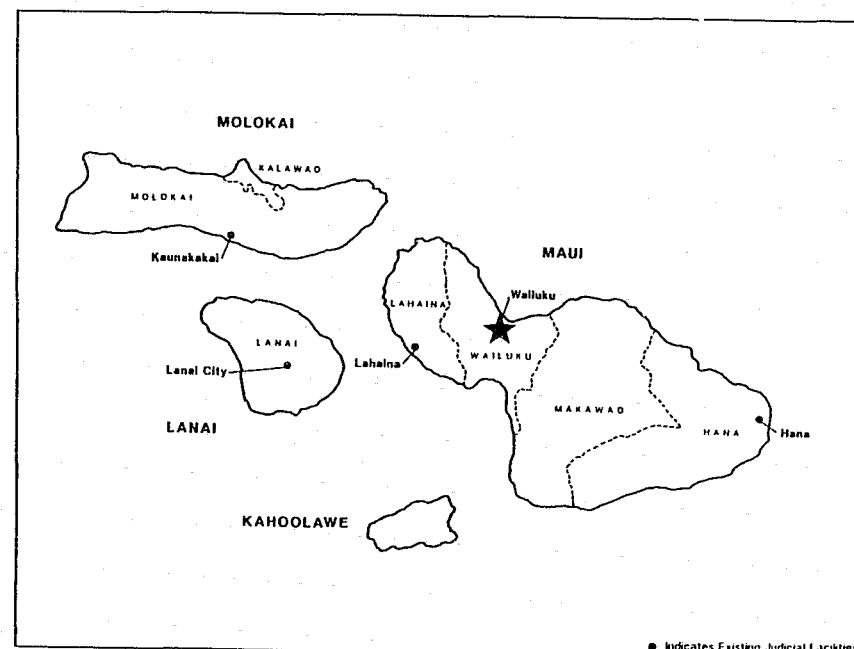 MOLOKAI
KALAWAO
MOLOKAI
Kaunakakai
MAUI
Wailuku
LAHAINA
LANAI
WAILUKU
Lahaina
Lanai City
MAKAWAO
HANA
Hana
LANAI
KAHOOLAWE
● Indicates Existing Judicial Facilities